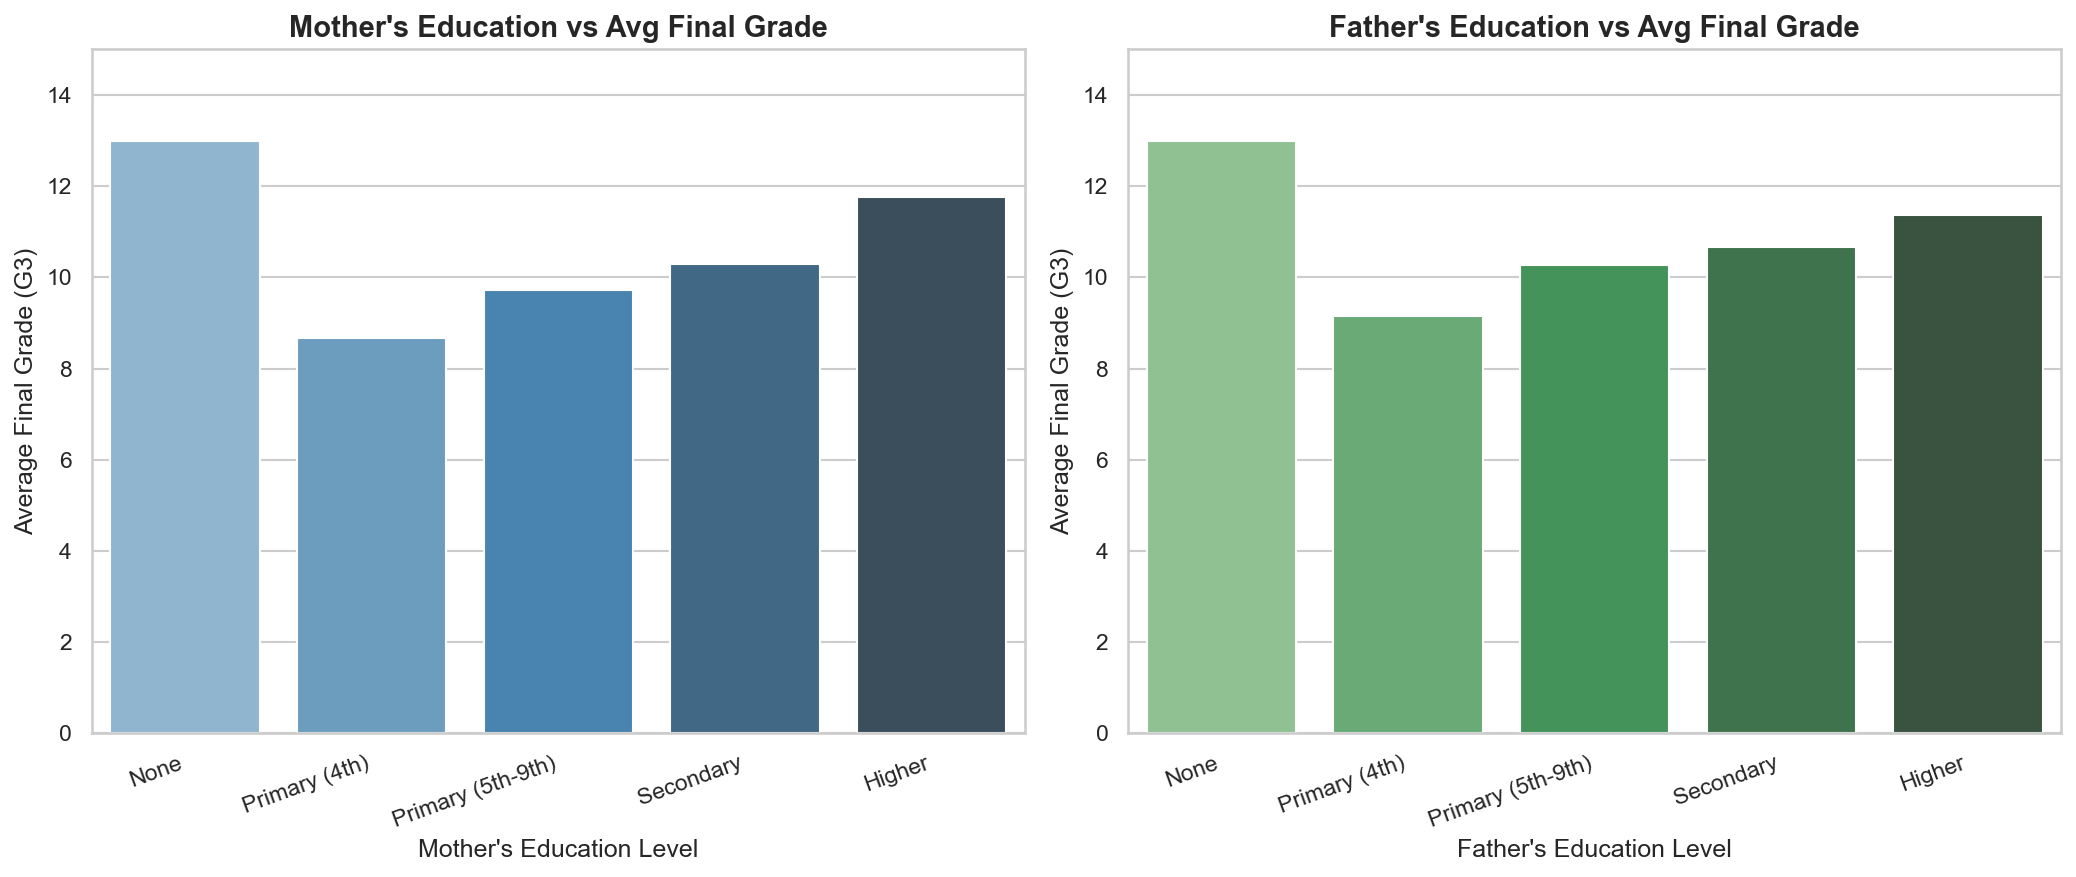 Mother's Education vs Avg Final Grade
Average Final Grade (G3)
14
12
10
8
6
4
2
0
None
Primary (4th)
Primary (5th-9th)
Secondary
Higher
Mother's Education Level
Father's Education vs Avg Final Grade
Average Final Grade (G3)
14
12
10
8
6
4
2
0
None
Primary (4th)
Primary (5th-9th)
Secondary
Higher
Father's Education Level